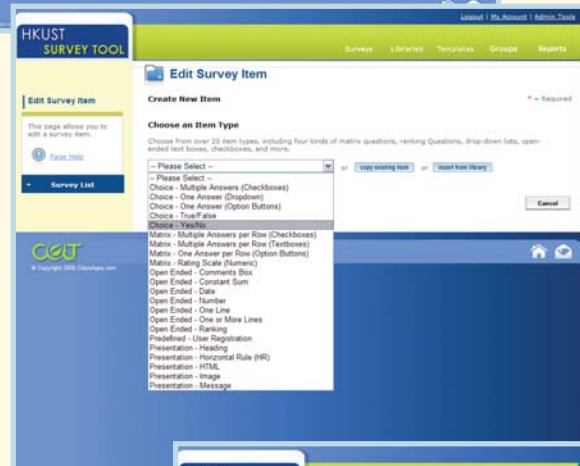 Logout | My Account | Admin Tools
HKUST
SURVEY TOOL
Surveys Libraries Templates Groups Reports
Edit Survey Item
Edit Survey Item
Create New Item
* = Required
This page allows you to
edit a survey item.
Page Help
Survey List
Choose an Item Type
Choose from over 20 item types, including four kinds of matrix questions, ranking Questions, drop-down lists, open-
ended text boxes, checkboxes, and more.
-- Please Select -- or copy existing item or insert from library
-- Please Select --
Choice - Multiple Answers (Checkboxes)
Choice - One Answer (Dropdown)
Choice - One Answer (Option Buttons)
Choice - True/False
Choice - Yes/No
Matrix - Multiple Answers per Row (Checkboxes)
Matrix - Multiple Answers per Row (Textboxes)
Matrix - One Answer per Row (Option Buttons)
Matrix - Rating Scale (Numeric)
Open Ended - Comments Box
Open Ended - Constant Sum
Open Ended - Date
Open Ended - Number
Open Ended - One Line
Open Ended - One or More Lines
Open Ended - Ranking
Predefined - User Registration
Presentation - Heading
Presentation - Horizontal Rule (HR)
Presentation - HTML
Presentation - Image
Presentation - Message
Cancel
CELT
© Copyright 2008 ClassApps.com